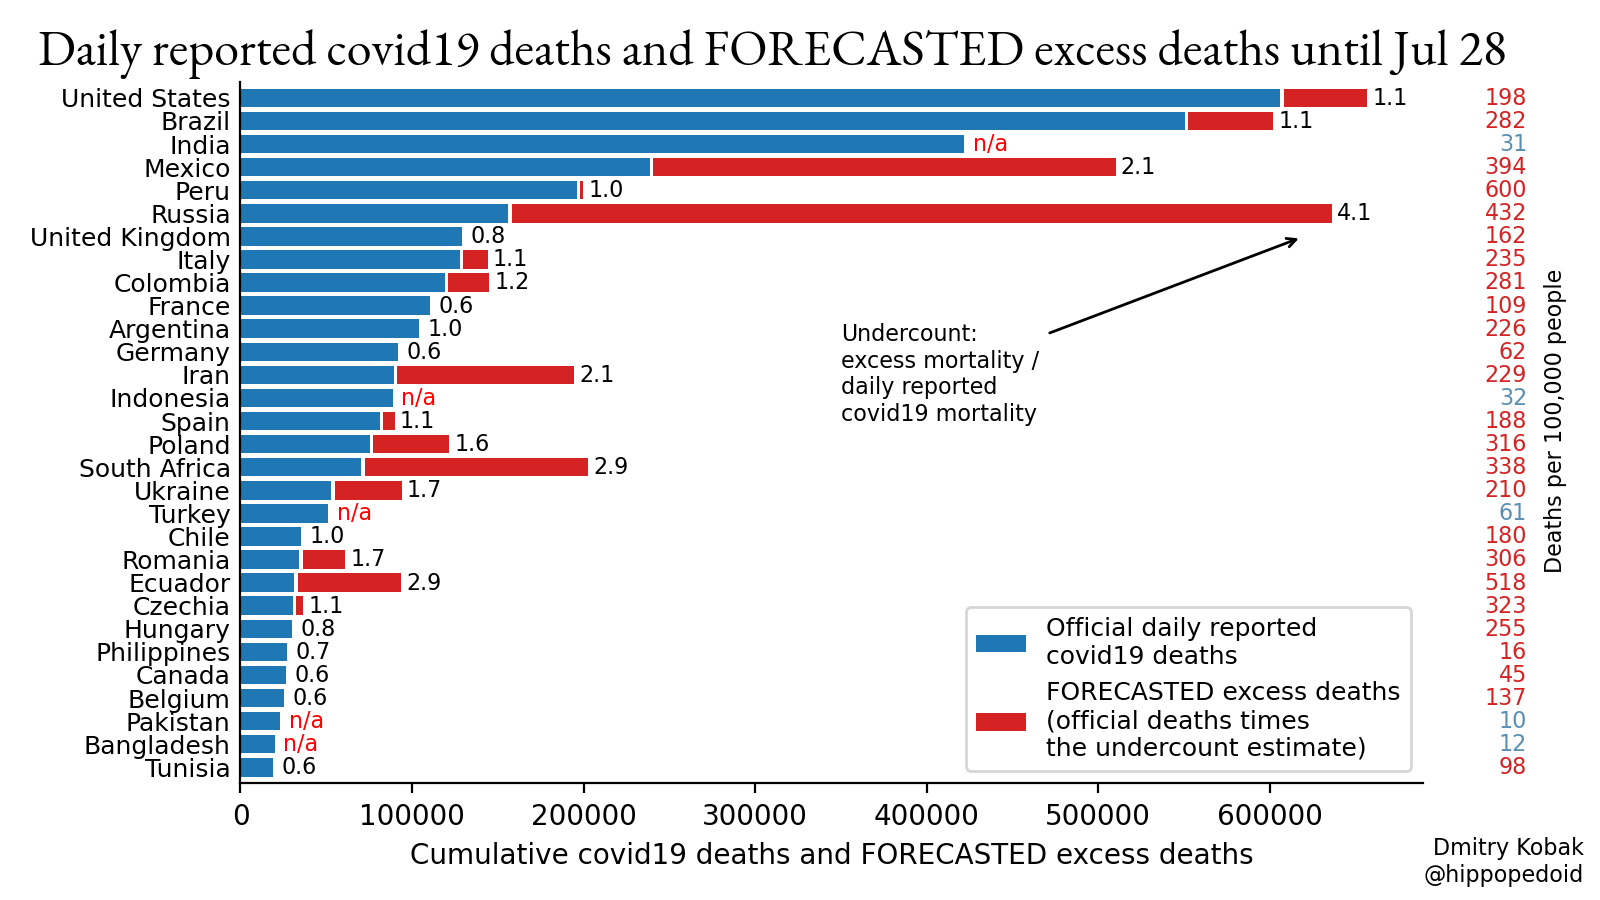 Daily reported covid19 deaths and FORECASTED excess deaths until Jul 28
United States 1.1 198
Brazil 1.1 282
India n/a 31
Mexico 2.1 394
Peru 1.0 600
Russia 4.1 432
United Kingdom 0.8 162
Italy 1.1 235
Colombia 1.2 281
France 0.6 109
Argentina 1.0 226
Germany 0.6 62
Iran 2.1 229
Indonesia n/a 32
Spain 1.1 188
Poland 1.6 316
South Africa 2.9 338
Ukraine 1.7 210
Turkey n/a 61
Chile 1.0 180
Romania 1.7 306
Ecuador 2.9 518
Czechia 1.1 323
Hungary 0.8 255
Philippines 0.7 16
Canada 0.6 45
Belgium 0.6 137
Pakistan n/a 10
Bangladesh n/a 12
Tunisia 0.6 98
Undercount:
excess mortality /
daily reported
covid19 mortality
Deaths per 100,000 people
Official daily reported
covid19 deaths
FORECASTED excess deaths
(official deaths times
the undercount estimate)
0 100000 200000 300000 400000 500000 600000
Cumulative covid19 deaths and FORECASTED excess deaths
Dmitry Kobak
@hippopedoid